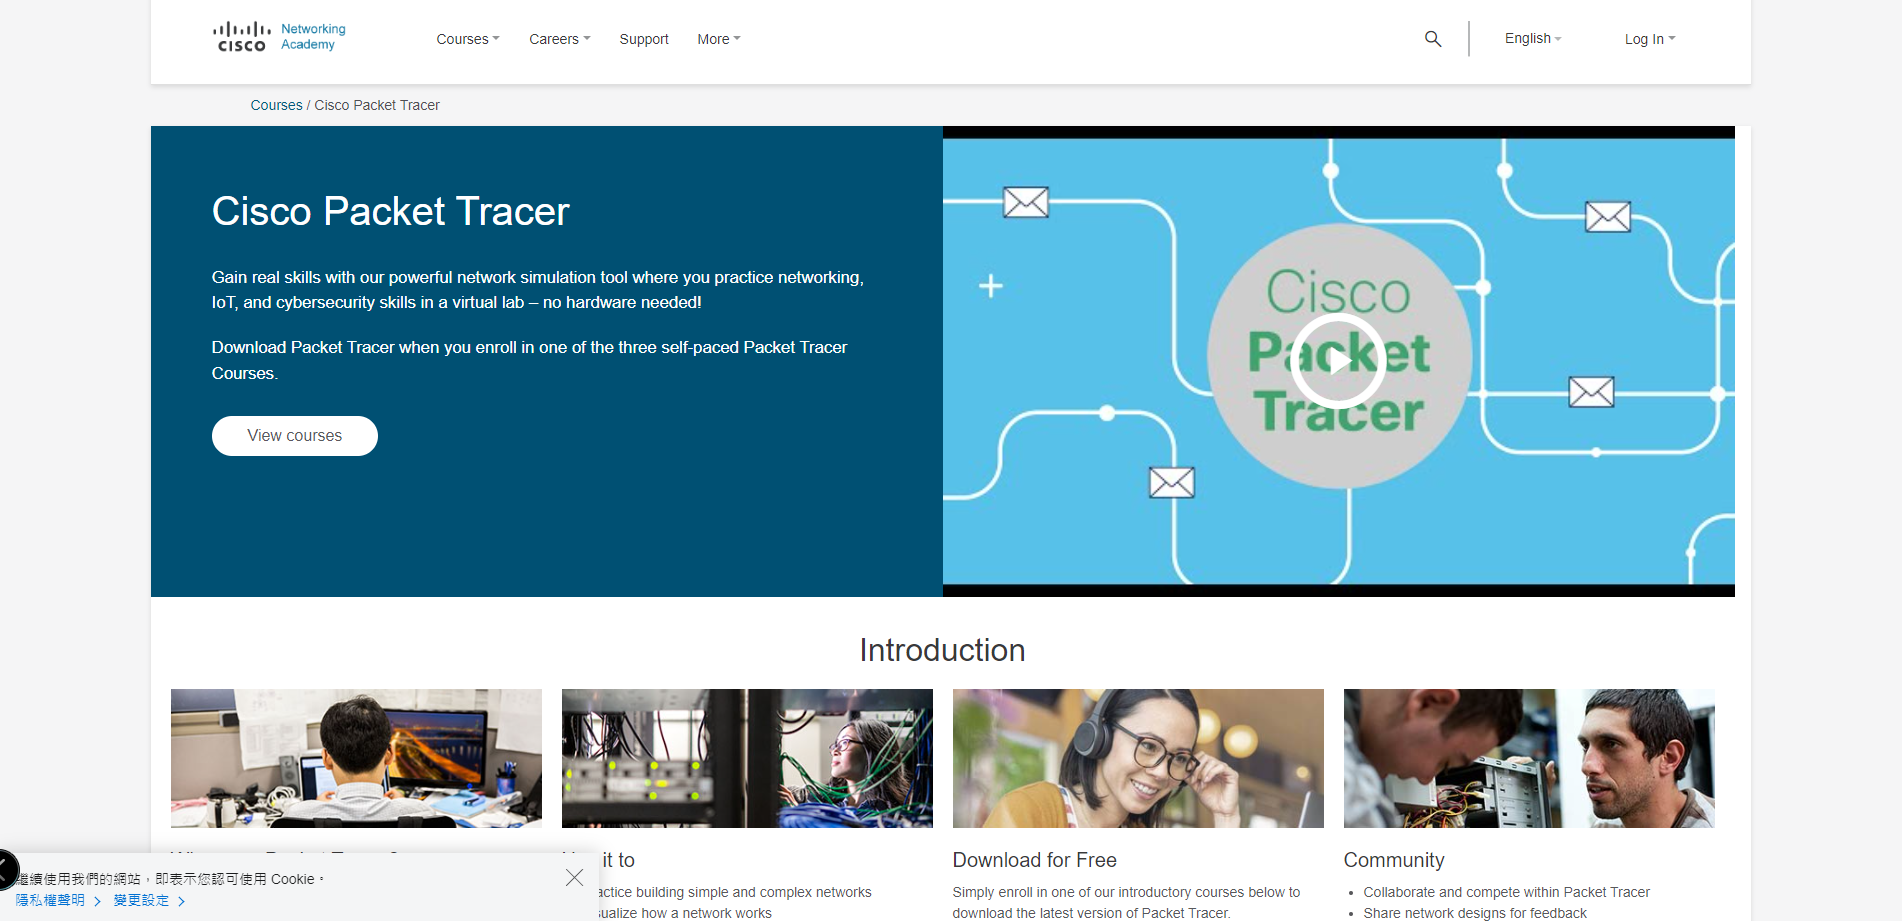 CISCO Networking Academy
Courses Careers Support More English Log In
Courses / Cisco Packet Tracer
Cisco Packet Tracer
Gain real skills with our powerful network simulation tool where you practice networking,
IoT, and cybersecurity skills in a virtual lab – no hardware needed!
Download Packet Tracer when you enroll in one of the three self-paced Packet Tracer
Courses.
View courses
Cisco
Packet
Tracer
Introduction
it to
Download for Free
Community
practice building simple and complex networks
visualize how a network works
Simply enroll in one of our introductory courses below to
download the latest version of Packet Tracer.
Collaborate and compete within Packet Tracer
Share network designs for feedback
繼續使用我們的網站，即表示您認可使用 Cookie。
隱私權聲明 變更設定